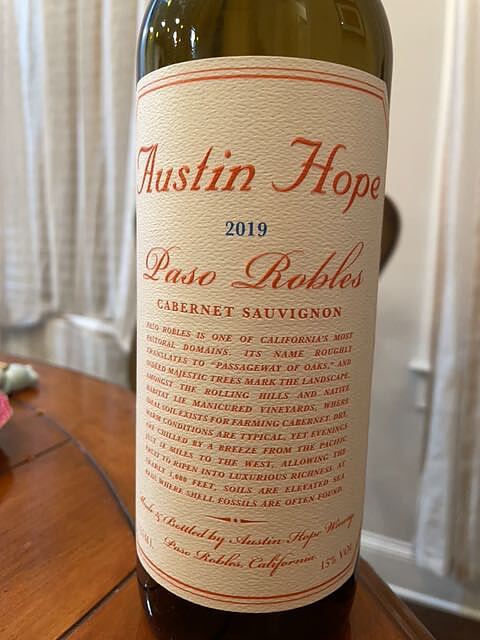 Austin Hope
2019
Paso Robles
CABERNET SAUVIGNON
PASO ROBLES IS ONE OF CALIFORNIA'S MOST
PASTORAL DOMAINS. ITS NAME ROUGHLY
TRANSLATES TO "PASSAGEWAY OF OAKS," AND
MAJESTIC TREES MARK THE LANDSCAPE.
AMONGST THE ROLLING HILLS AND NATIVE
HABITAT LIE MANICURED VINEYARDS, WHERE
IDEAL SOIL EXISTS FOR FARMING CABERNET. DRY,
WARM CONDITIONS ARE TYPICAL, YET EVENINGS
ARE CHILLED BY A BREEZE FROM THE PACIFIC
JUST MILES TO THE WEST, ALLOWING THE
FRUIT TO RIPEN INTO LUXURIOUS RICHNESS. AT
NEARLY 1,000 FEET, SOILS ARE ELEVATED SEA
BEDS WHERE SHELL FOSSILS ARE OFTEN FOUND.
Made & Bottled by Austin Hope Winery
Paso Robles, California
15% VOL